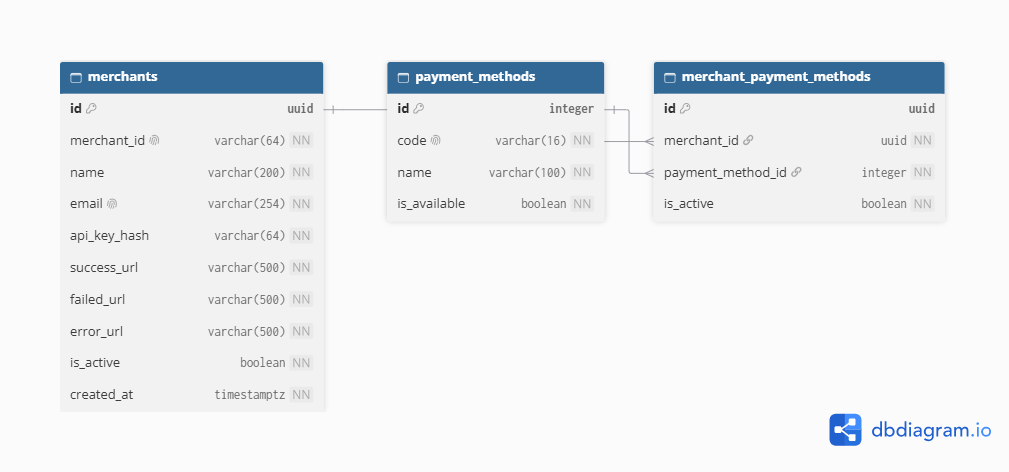 merchants
id uuid
merchant_id varchar(64) NN
name varchar(200) NN
email varchar(254) NN
api_key_hash varchar(64) NN
success_url varchar(500) NN
failed_url varchar(500) NN
error_url varchar(500) NN
is_active boolean NN
created_at timestamptz NN
payment_methods
id integer
code varchar(16) NN
name varchar(100) NN
is_available boolean NN
merchant_payment_methods
id uuid
merchant_id uuid NN
payment_method_id integer NN
is_active boolean NN
dbdiagram.io